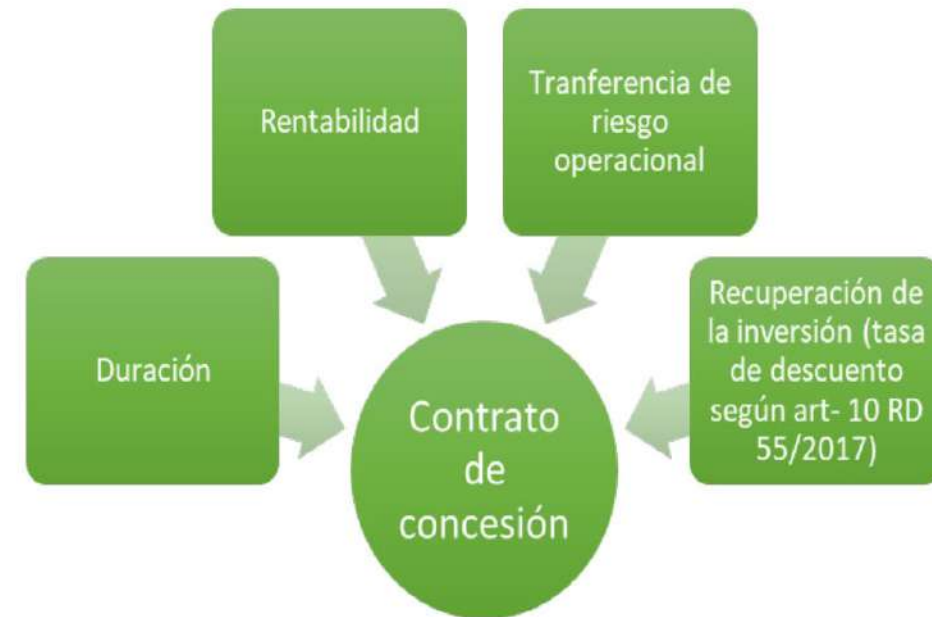 Rentabilidad
Tranferencia de
riesgo
operacional
Duración
Recuperación de
la inversión (tasa
de descuento
según art- 10 RD
55/2017)
Contrato
de
concesión